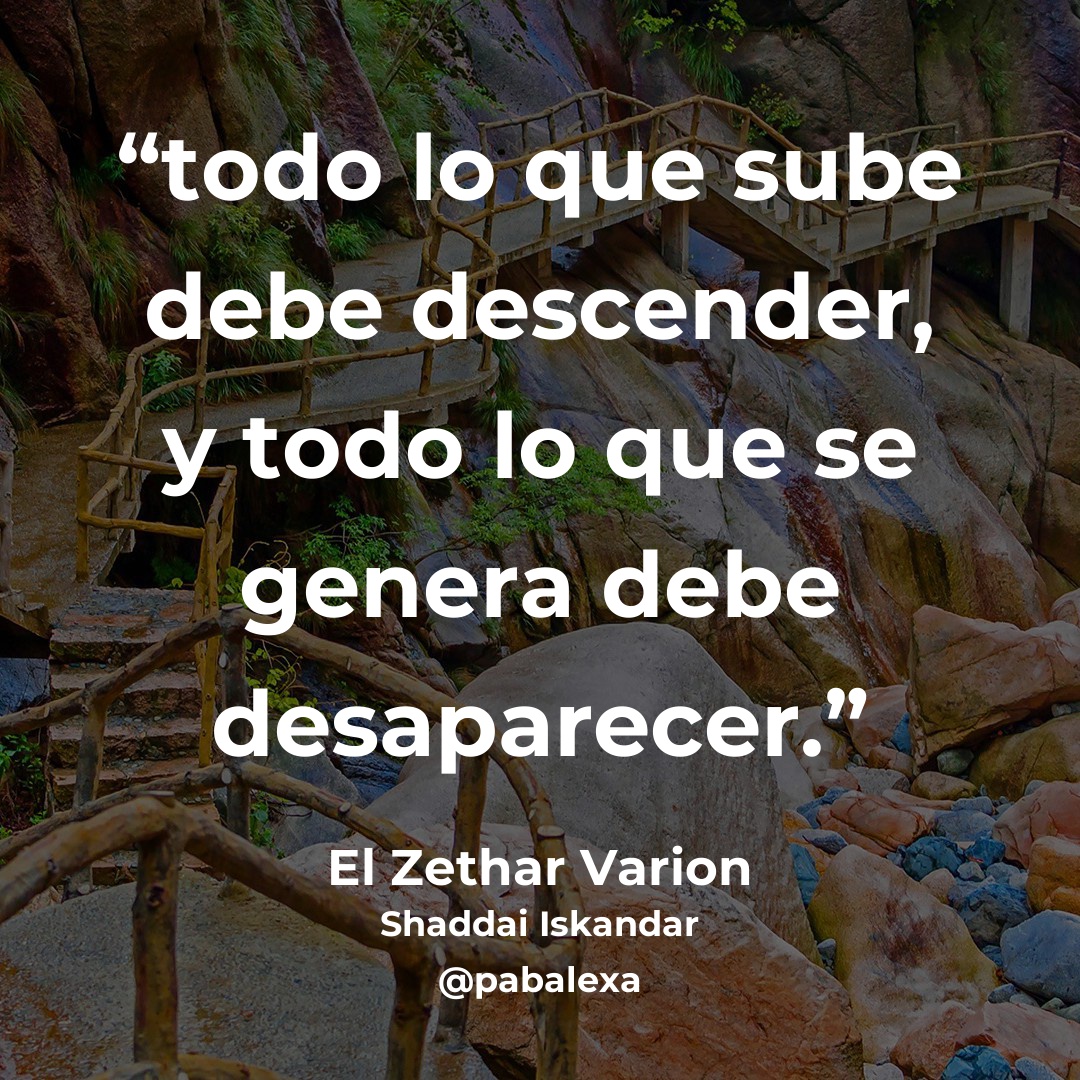 “todo lo que sube
debe descender,
y todo lo que se
genera debe
desaparecer.”
El Zethar Varion
Shaddai Iskandar
@pabalexa